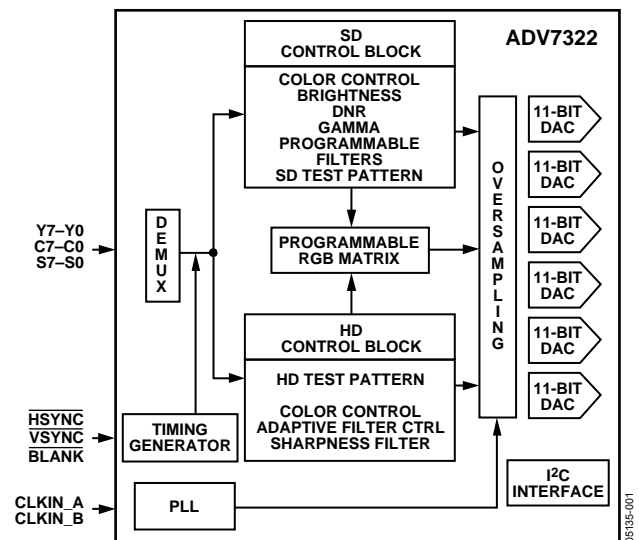 SD
CONTROL BLOCK
COLOR CONTROL
BRIGHTNESS
DNR
GAMMA
PROGRAMMABLE
FILTERS
SD TEST PATTERN
ADV7322
Y7–Y0
C7–C0
S7–S0
DEMUX
PROGRAMMABLE
RGB MATRIX
HD
CONTROL BLOCK
HD TEST PATTERN
COLOR CONTROL
ADAPTIVE FILTER CTRL
SHARPNESS FILTER
OVERSAMPLING
11-BIT
DAC
11-BIT
DAC
11-BIT
DAC
11-BIT
DAC
11-BIT
DAC
11-BIT
DAC
HSYNC
VSYNC
BLANK
TIMING
GENERATOR
CLKIN_A
CLKIN_B
PLL
I2C
INTERFACE
05135-001